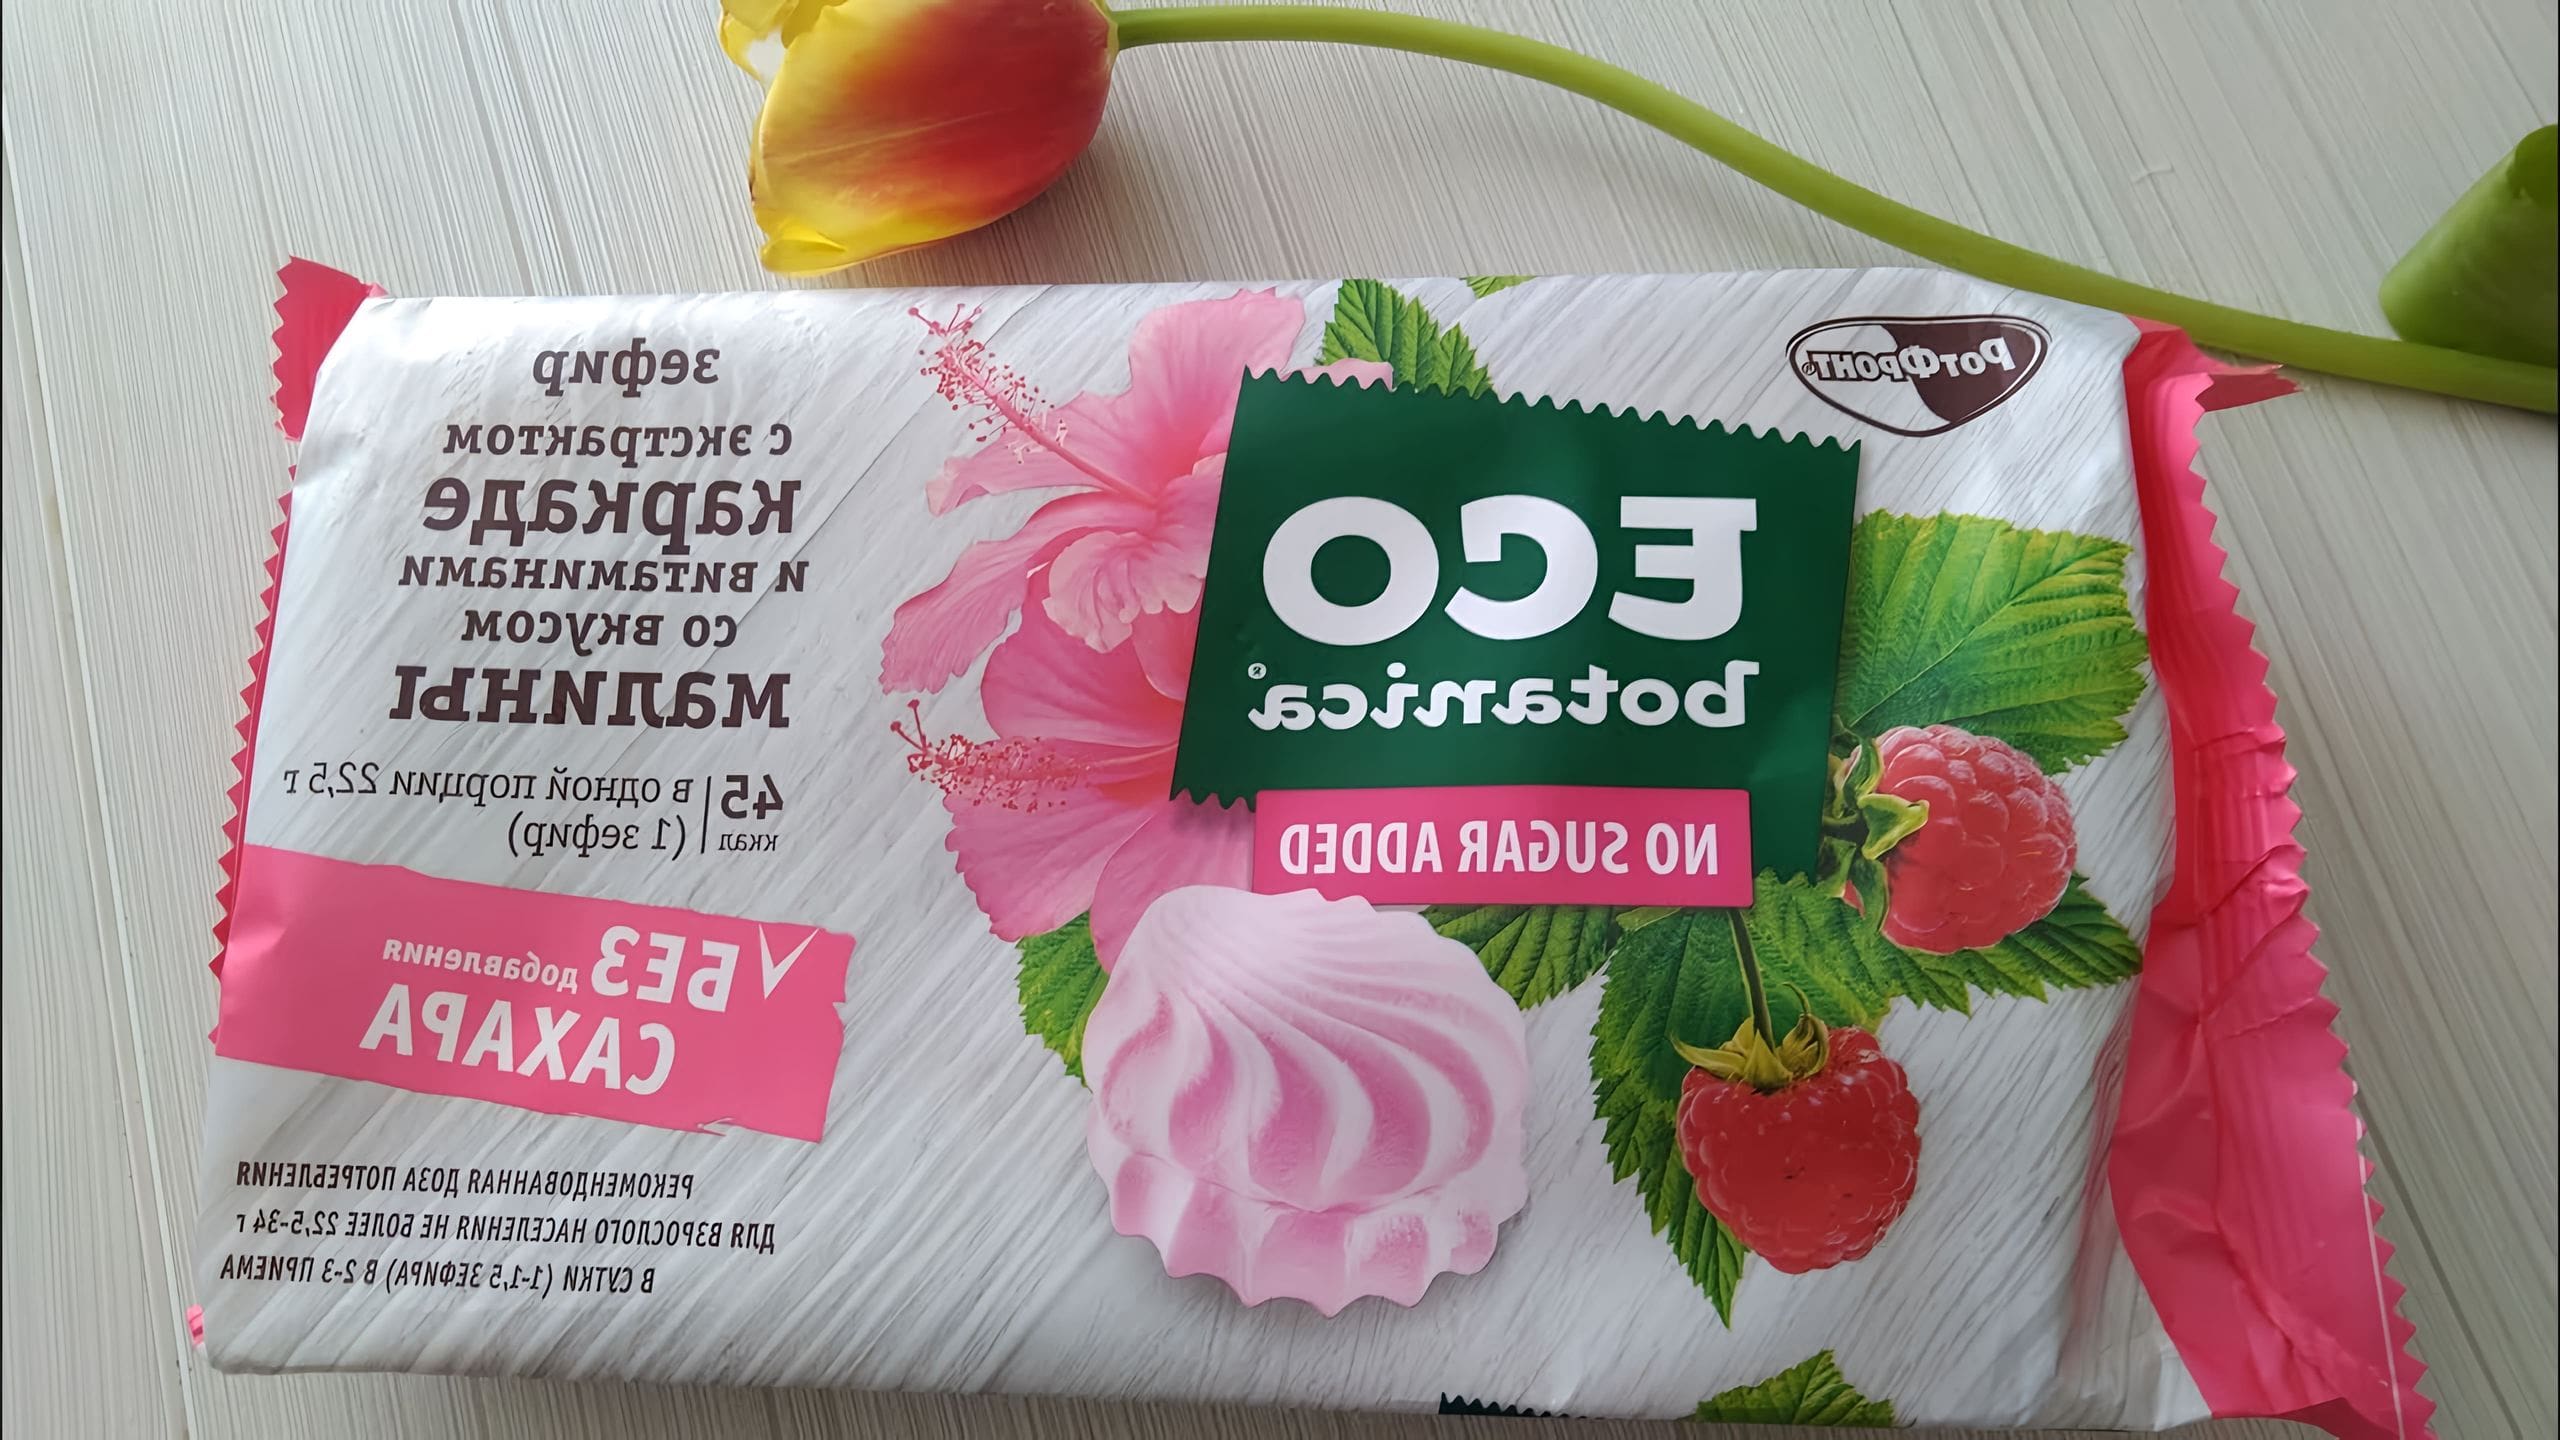 РотФронт®
ECO
botanica®
NO SUGAR ADDED
зефир
с экстрактом
каркаде
и витаминами
со вкусом
малины
45 ккал
в одной порции 22,5 г
(1 зефир)
БЕЗ добавления
САХАРА
РЕКОМЕНДОВАННАЯ ДОЗА ПОТРЕБЛЕНИЯ
ДЛЯ ВЗРОСЛОГО НАСЕЛЕНИЯ НЕ БОЛЕЕ 22,5-34 г
В СУТКИ (1-1,5 ЗЕФИРА) В 2-3 ПРИЕМА